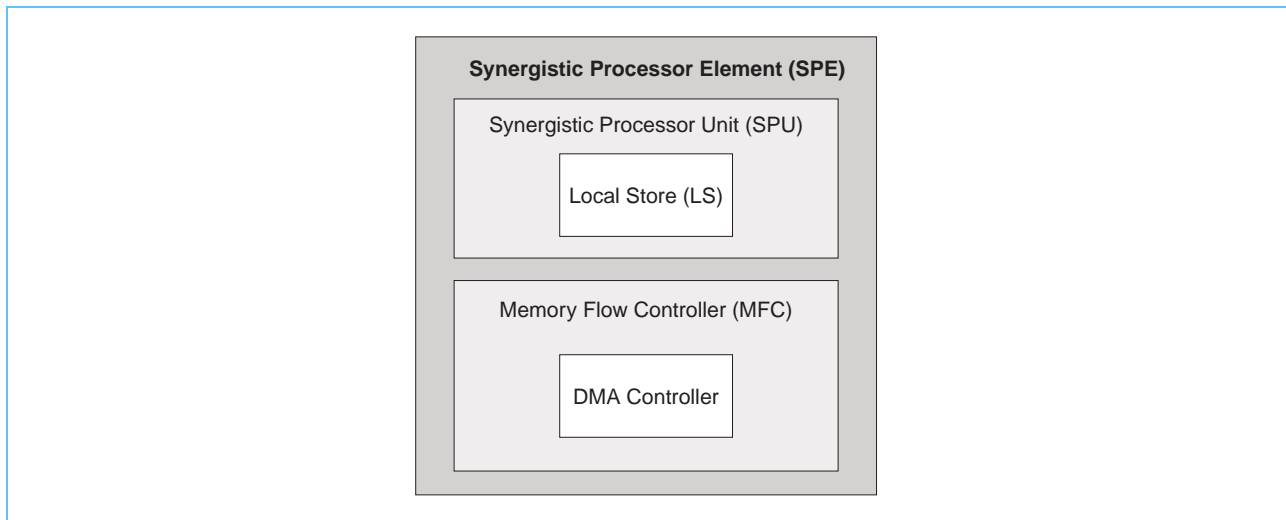 Synergistic Processor Element (SPE)
Synergistic Processor Unit (SPU)
Local Store (LS)
Memory Flow Controller (MFC)
DMA Controller